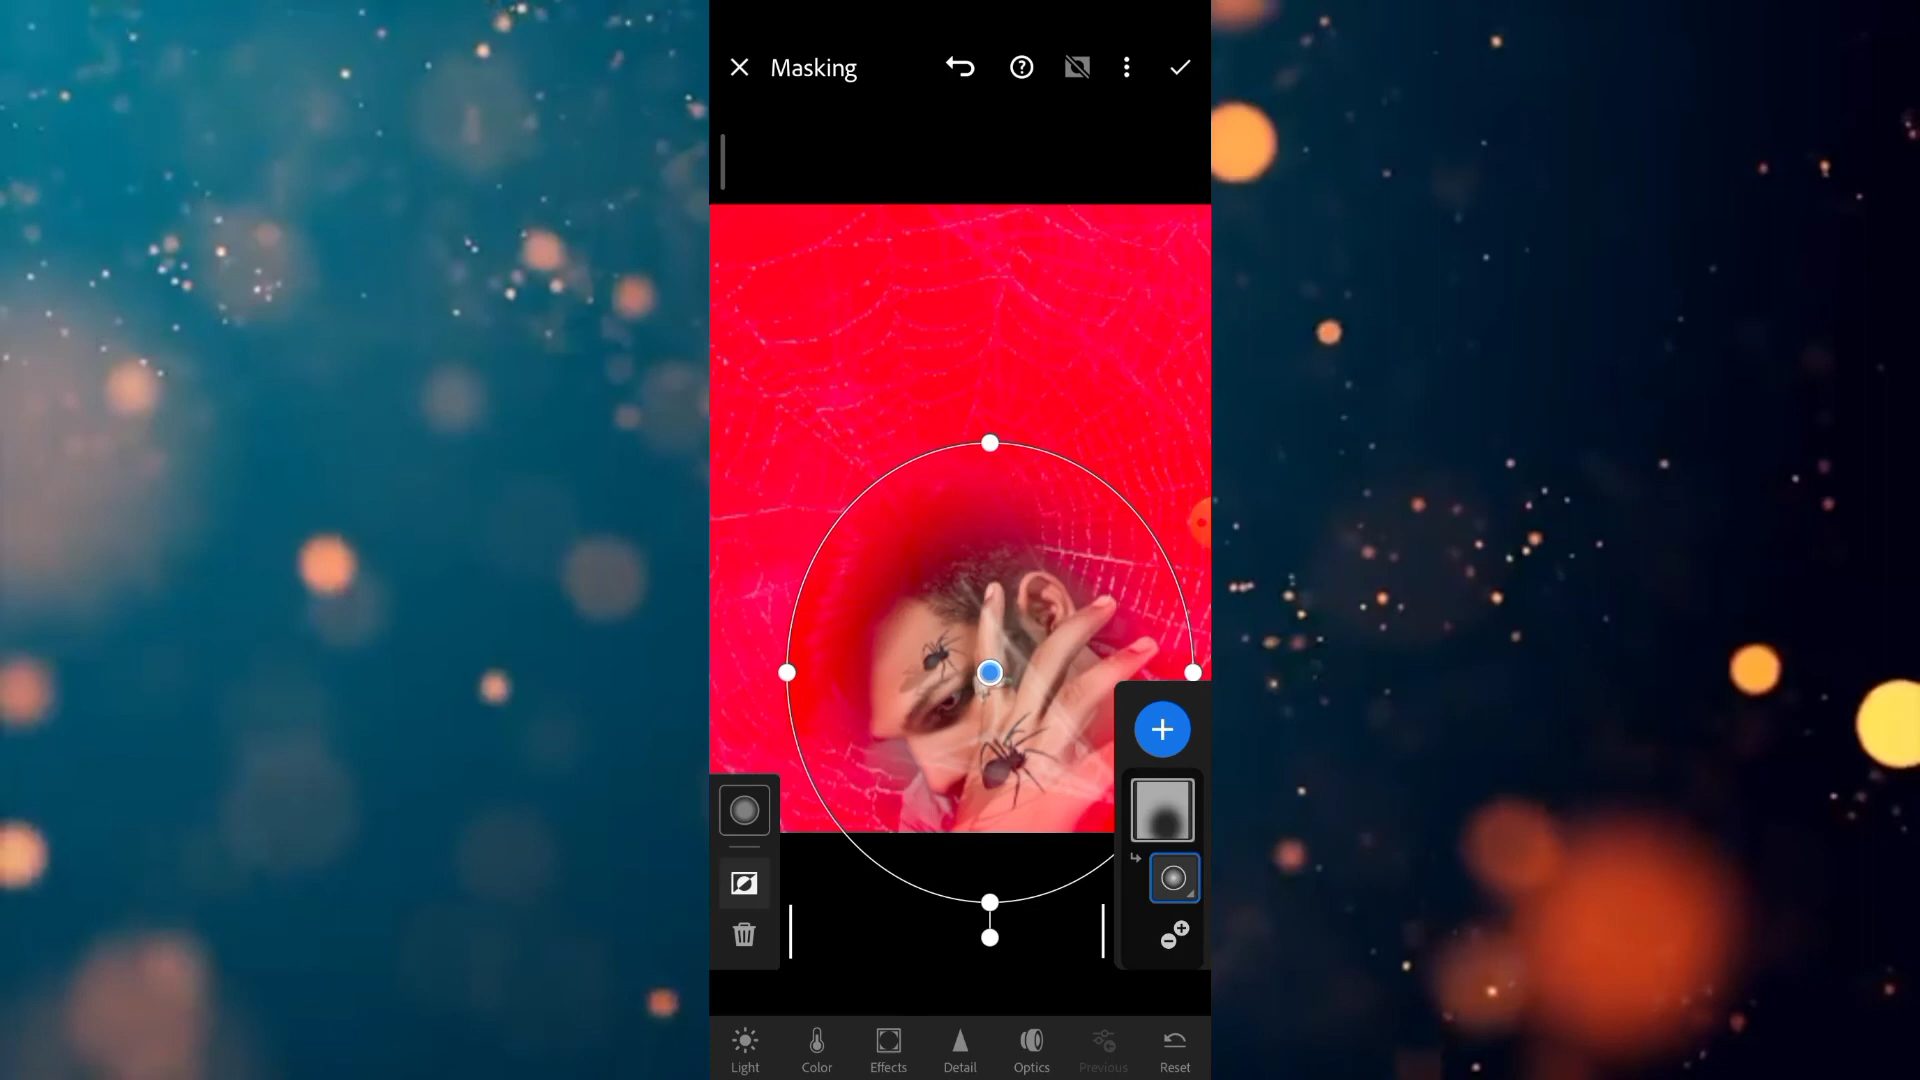 Masking
Light
Color
Effects
Detail
Optics
Previous
Reset